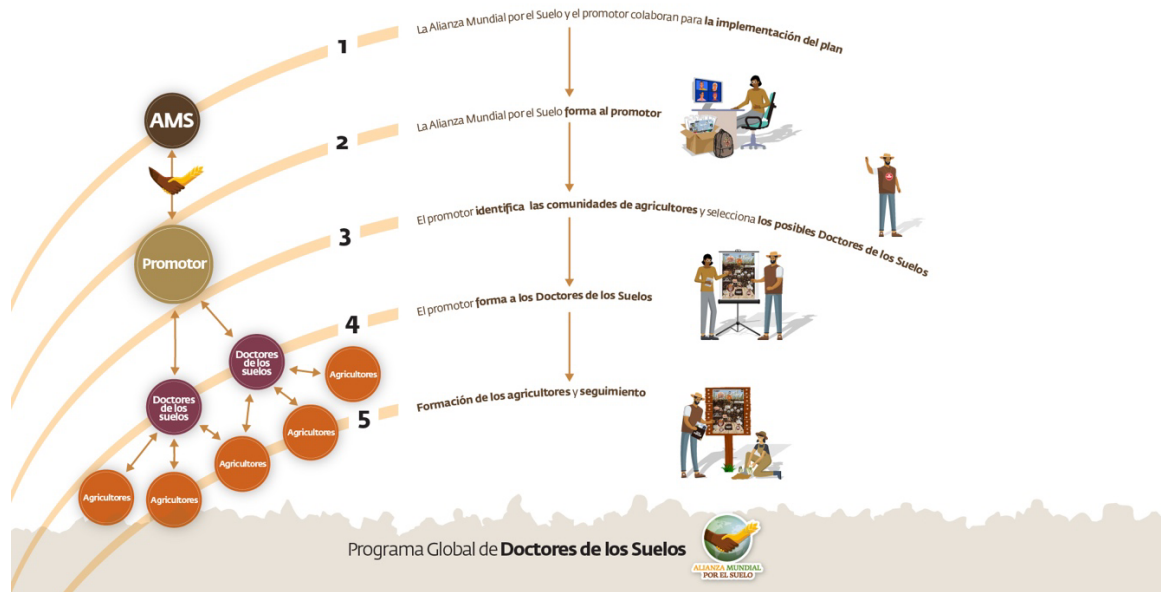 1
La Alianza Mundial por el Suelo y el promotor colaboran para la implementación del plan
AMS
2
La Alianza Mundial por el Suelo forma al promotor
3
El promotor identifica las comunidades de agricultores y selecciona los posibles Doctores de los Suelos
Promotor
4
El promotor forma a los Doctores de los Suelos
Doctores
de los
suelos
Agricultores
Doctores
de los
suelos
5
Formación de los agricultores y seguimiento
Agricultores
Agricultores
Agricultores
Agricultores
Programa Global de Doctores de los Suelos
ALIANZA MUNDIAL
POR EL SUELO